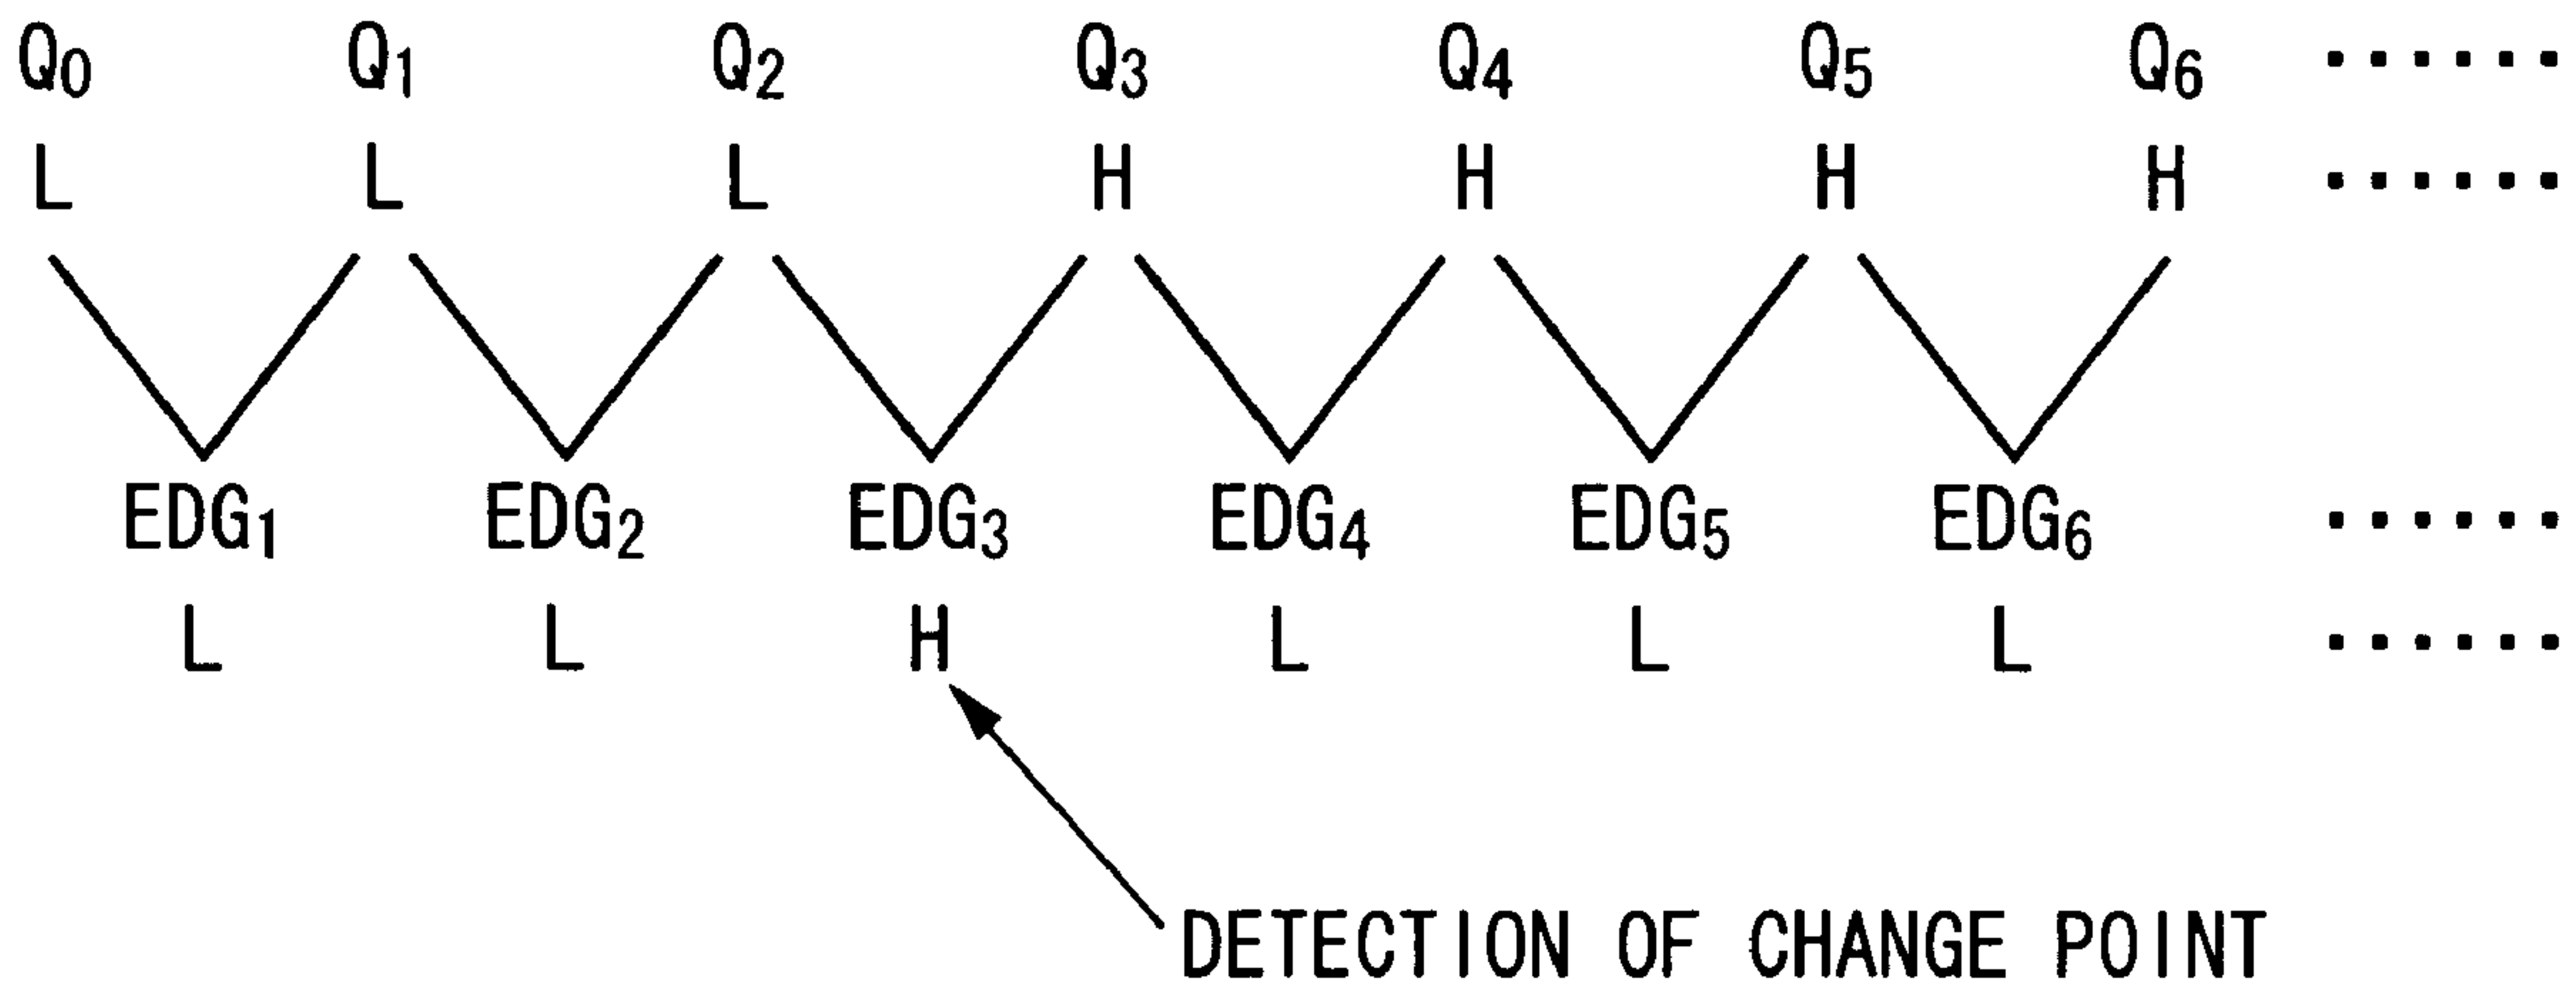 Q0 Q1 Q2 Q3 Q4 Q5 Q6 ······
L L L H H H H ······
EDG1 EDG2 EDG3 EDG4 EDG5 EDG6 ······
L L H L L L ······
DETECTION OF CHANGE POINT